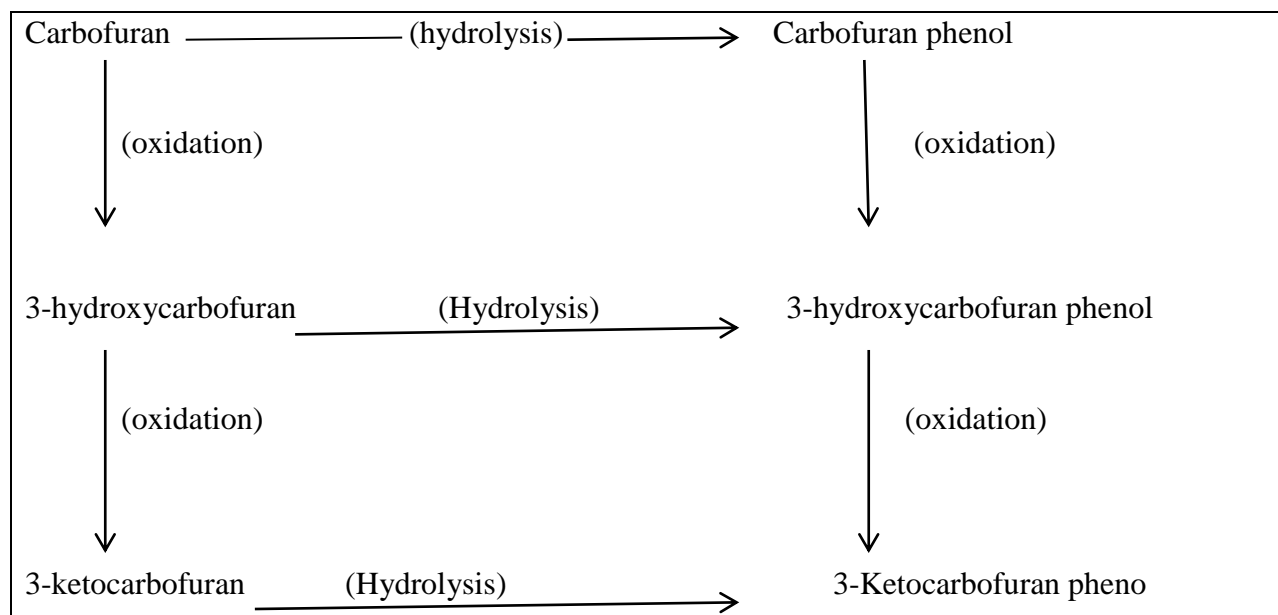 Carbofuran (hydrolysis) Carbofuran phenol
(oxidation) (oxidation)
3-hydroxycarbofuran (Hydrolysis) 3-hydroxycarbofuran phenol
(oxidation) (oxidation)
3-ketocarbofuran (Hydrolysis) 3-Ketocarbofuran pheno